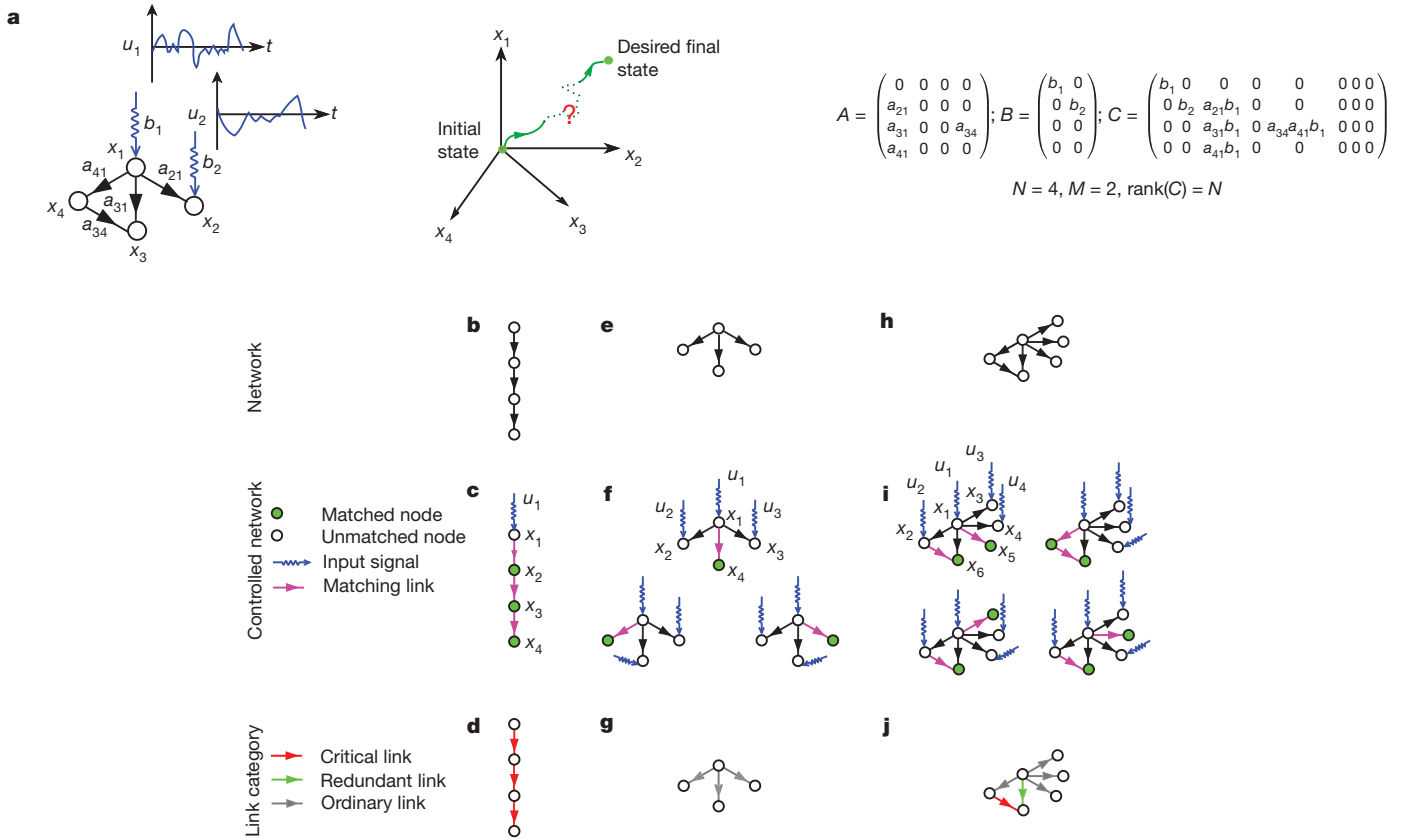 a
u1
t
u2
t
b1
b2
x1
a41
a21
a31
x4
a34
x2
x3
x1
Desired final
state
?
Initial
state
x2
x3
x4
A = ( 0 0 0 0 ; B = ( b1 0 ; C = ( b1 0 0 0 0 0 0 0
a21 0 0 0 0 b2 0 b2 a21b1 0 0 0 0 0
a31 0 0 a34 0 0 0 0 a31b1 0 a34a41b1 0 0 0
a41 0 0 0 ) 0 0 ) 0 0 a41b1 0 0 0 0 0 )
N = 4, M = 2, rank(C) = N
Network
b
e
h
Controlled network
Matched node
Unmatched node
Input signal
Matching link
c
u1
x1
x2
x3
x4
f
u1
u2
u3
x1
x2
x3
x4
i
u3
u1
u2
u4
x3
x1
x2
x4
x5
x6
Link category
Critical link
Redundant link
Ordinary link
d
g
j